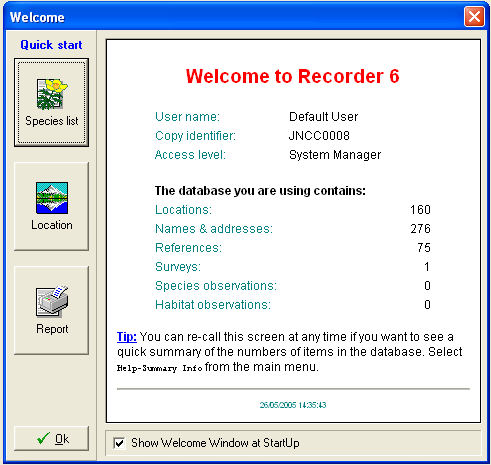 Welcome
Quick start
Species list
Location
Report
Ok
Welcome to Recorder 6
User name: Default User
Copy identifier: JNCC0008
Access level: System Manager
The database you are using contains:
Locations: 160
Names & addresses: 276
References: 75
Surveys: 1
Species observations: 0
Habitat observations: 0
Tip: You can re-call this screen at any time if you want to see a
quick summary of the numbers of items in the database. Select
Help-Summary Info from the main menu.
26/05/2005 14:35:43
Show Welcome Window at StartUp